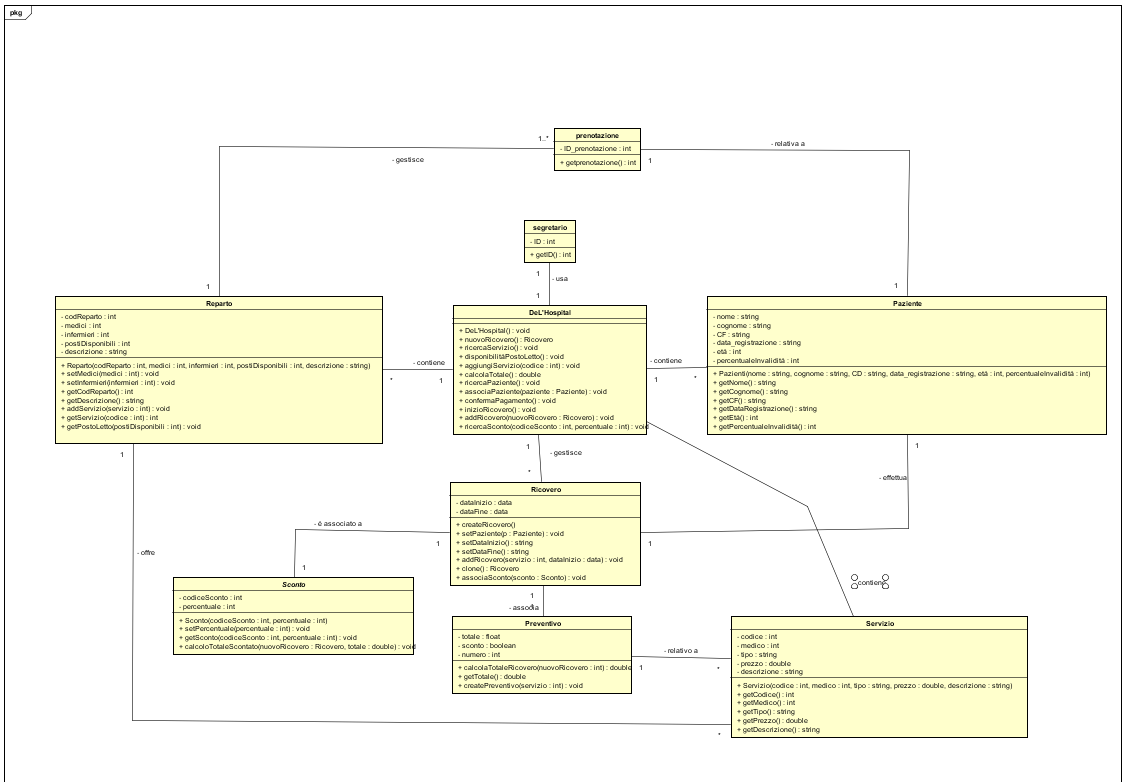 pkg
prenotazione
- ID_prenotazione : int
+ getprenotazione() : int
1..*
- gestisce
1
- relativa a
1
1
segretario
- ID : int
+ getID() : int
1
- usa
1
Reparto
- codReparto : int
- medici : int
- infermieri : int
- postiDisponibili : int
- descrizione : string
+ Reparto(codReparto : int, medici : int, infermieri : int, postiDisponibili : int, descrizione : string)
+ setMedici(medici : int) : void
+ setInfermieri(infermieri : int) : void
+ getCodReparto() : int
+ getDescrizione() : string
+ addServizio(servizio : int) : void
+ getServizio(codice : int) : int
+ getPostoLetto(postiDisponibili : int) : void
- contiene
*
1
DeL'Hospital
+ DeL'Hospital() : void
+ nuovoRicovero() : Ricovero
+ ricercaServizio() : void
+ disponibilitàPostoLetto() : void
+ aggiungiServizio(codice : int) : void
+ calcolaTotale() : double
+ ricercaPaziente() : void
+ associaPaziente(paziente : Paziente) : void
+ confermaPagamento() : void
+ inizioRicovero() : void
+ addRicovero(nuovoRicovero : Ricovero) : void
+ ricercaSconto(codiceSconto : int, percentuale : int) : void
- contiene
1
*
Paziente
- nome : string
- cognome : string
- CF : string
- data_registrazione : string
- età : int
- percentualeInvalidità : int
+ Pazienti(nome : string, cognome : string, CD : string, data_registrazione : string, età : int, percentualeInvalidità : int)
+ getNome() : string
+ getCognome() : string
+ getCF() : string
+ getDataRegistrazione() : string
+ getEtà() : int
+ getPercentualeInvalidità() : int
1
- gestisce
*
1
- effettua
1
Ricovero
- dataInizio : data
- dataFine : data
+ createRicovero()
+ setPaziente(p : Paziente) : void
+ setDataInizio() : string
+ setDataFine() : string
+ addRicovero(servizio : int, dataInizio : data) : void
+ clone() : Ricovero
+ associaSconto(sconto : Sconto) : void
- é associato a
1
1
1
- offre
Sconto
- codiceSconto : int
- percentuale : int
+ Sconto(codiceSconto : int, percentuale : int)
+ setPercentuale(percentuale : int) : void
+ getSconto(codiceSconto : int, percentuale : int) : void
+ calcoloTotaleScontato(nuovoRicovero : Ricovero, totale : double) : void
1
- associa
Preventivo
- totale : float
- sconto : boolean
- numero : int
+ calcolaTotaleRicovero(nuovoRicovero : int) : double
+ getTotale() : double
+ createPreventivo(servizio : int) : void
- relativo a
1
*
contiene
Servizio
- codice : int
- medico : int
- tipo : string
- prezzo : double
- descrizione : string
+ Servizio(codice : int, medico : int, tipo : string, prezzo : double, descrizione : string)
+ getCodice() : int
+ getMedico() : int
+ getTipo() : string
+ getPrezzo() : double
+ getDescrizione() : string
*